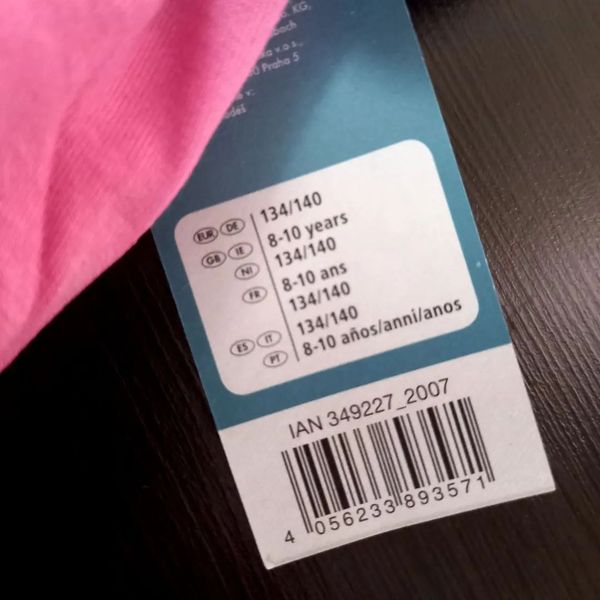 KG,
v.o.s.,
Praha 5
v:
EUR DE 134/140
GB IE 8-10 years
NI 134/140
FR 8-10 ans
134/140
ES IT 134/140
PT 8-10 años/anni/anos
IAN 349227_2007
4 056233 893571